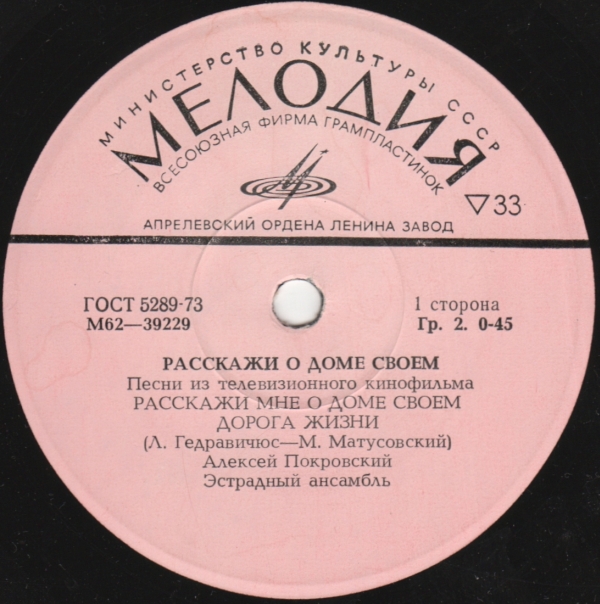 МИНИСТЕРСТВО КУЛЬТУРЫ СССР
МЕЛОДИЯ
ВСЕСОЮЗНАЯ ФИРМА ГРАМПЛАСТИНОК
▽33
АПРЕЛЕВСКИЙ ОРДЕНА ЛЕНИНА ЗАВОД
ГОСТ 5289-73
М62—39229
1 сторона
Гр. 2. 0-45
РАССКАЖИ О ДОМЕ СВОЕМ
Песни из телевизионного кинофильма
РАССКАЖИ МНЕ О ДОМЕ СВОЕМ
ДОРОГА ЖИЗНИ
(Л. Гедравичюс—М. Матусовский)
Алексей Покровский
Эстрадный ансамбль